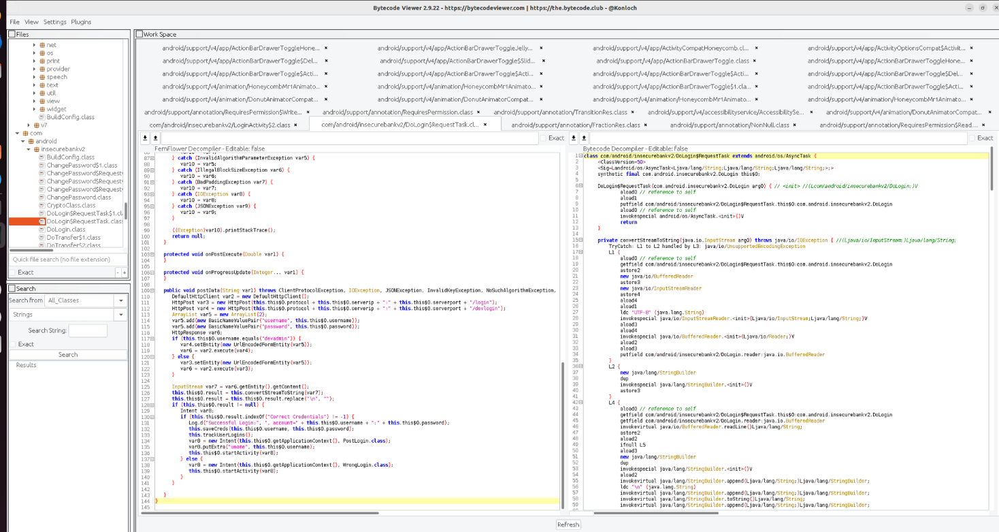 Bytecode Viewer 2.9.22 - https://bytecodeviewer.com | https://the.bytecode.club - @Konloch
File View Settings Plugins
Files
net
os
print
provider
speech
text
util
view
widget
BuildConfig.class
v7
com
android
insecurebankv2
BuildConfig.class
ChangePassword$1.class
ChangePassword$Request
ChangePassword$Request
ChangePassword$Request
ChangePassword.class
CryptoClass.class
DoLogin$RequestTask$1.cl
DoLogin$RequestTask.class
DoLogin.class
DoTransfer$1.class
DoTransfer$2.class
Quick file search (no file extension)
Exact - +
Search
Search from All_Classes
Strings
Search String:
Exact
Search
Results
Work Space
android/support/v4/app/ActionBarDrawerToggleHone... × android/support/v4/app/ActionBarDrawerToggleJelly... × android/support/v4/app/ActivityCompatHoneycomb.cl... × android/support/v4/app/ActivityOptionsCompat$Activit... ×
android/support/v4/app/ActionBarDrawerToggle$Del... × android/support/v4/app/ActionBarDrawerToggle$Slid... × android/support/v4/app/ActionBarDrawerToggle.class × android/support/v4/app/ActionBarDrawerToggleHone... ×
android/support/v4/app/ActionBarDrawerToggle$Acti... × android/support/v4/app/ActionBarDrawerToggle$Acti... × android/support/v4/app/ActionBarDrawerToggle$Acti... × android/support/v4/app/ActionBarDrawerToggle$Del... ×
android/support/v4/animation/HoneycombMr1Animato... × android/support/v4/animation/HoneycombMr1Animato... × android/support/v4/app/ActionBarDrawerToggle$1.cla... × android/support/v4/app/ActionBarDrawerToggle$Acti... ×
android/support/v4/animation/DonutAnimatorCompat... × android/support/v4/animation/DonutAnimatorCompat... × android/support/v4/animation/HoneycombMr1Animato... × android/support/v4/animation/HoneycombMr1Animato... ×
android/support/annotation/RequiresPermission$Write... × android/support/annotation/RequiresPermission.class × android/support/annotation/TransitionRes.class × android/support/v4/accessibilityservice/AccessibilitySe... × android/support/v4/animation/DonutAnimatorCompat... ×
com/android/insecurebankv2/LoginActivity$2.class × com/android/insecurebankv2/DoLogin$RequestTask.cl... × android/support/annotation/FractionRes.class × android/support/annotation/NonNull.class × android/support/annotation/RequiresPermission$Read.... ×
Exact
FernFlower Decompiler - Editable: false
87 } catch (InvalidAlgorithmParameterException var5) {
88 var10 = var5;
89 } catch (IllegalBlockSizeException var6) {
90 var10 = var6;
91 } catch (BadPaddingException var7) {
92 var10 = var7;
93 } catch (IOException var8) {
94 var10 = var8;
95 } catch (JSONException var9) {
96 var10 = var9;
97 }
98
99 ((Exception)var10).printStackTrace();
100 return null;
101 }
102
103 protected void onPostExecute(Double var1) {
104 }
105
106 protected void onProgressUpdate(Integer... var1) {
107 }
108
109 public void postData(String var1) throws ClientProtocolException, IOException, JSONException, InvalidKeyException, NoSuchAlgorithmException,
110 DefaultHttpClient var2 = new DefaultHttpClient();
111 HttpPost var3 = new HttpPost(this.this$0.protocol + this.this$0.serverip + ":" + this.this$0.serverport + "/login");
112 HttpPost var4 = new HttpPost(this.this$0.protocol + this.this$0.serverip + ":" + this.this$0.serverport + "/devlogin");
113 ArrayList var5 = new ArrayList(2);
114 var5.add(new BasicNameValuePair("username", this.this$0.username));
115 var5.add(new BasicNameValuePair("password", this.this$0.password));
116 HttpResponse var6;
117 if (this.this$0.username.equals("devadmin")) {
118 var4.setEntity(new UrlEncodedFormEntity(var5));
119 var6 = var2.execute(var4);
120 } else {
121 var3.setEntity(new UrlEncodedFormEntity(var5));
122 var6 = var2.execute(var3);
123 }
124
125 InputStream var7 = var6.getEntity().getContent();
126 this.this$0.result = this.convertStreamToString(var7);
127 this.this$0.result = this.this$0.result.replace("\n", "");
128 if (this.this$0.result != null) {
129 Intent var8;
130 if (this.this$0.result.indexOf("Correct Credentials") != -1) {
131 Log.d("Successful Login:", ", account=" + this.this$0.username + ":" + this.this$0.password);
132 this.saveCreds(this.this$0.username, this.this$0.password);
133 this.trackUserLogins();
134 var8 = new Intent(this.this$0.getApplicationContext(), PostLogin.class);
135 var8.putExtra("uname", this.this$0.username);
136 this.this$0.startActivity(var8);
137 } else {
138 var8 = new Intent(this.this$0.getApplicationContext(), WrongLogin.class);
139 this.this$0.startActivity(var8);
140 }
141 }
142
143 }
144 }
145
Exact
Bytecode Decompiler - Editable: false
1 class com/android/insecurebankv2/DoLogin$RequestTask extends android/os/AsyncTask {
2 <ClassVersion=50>
3 <Sig=Landroid/os/AsyncTask<Ljava/lang/String;Ljava/lang/String;Ljava/lang/String;>;>
4 synthetic final com.android.insecurebankv2.DoLogin this$0;
5
6 DoLogin$RequestTask(com.android.insecurebankv2.DoLogin arg0) { // <init> //(Lcom/android/insecurebankv2/DoLogin;)V
7 aload0 // reference to self
8 aload1
9 putfield com/android/insecurebankv2/DoLogin$RequestTask.this$0:com.android.insecurebankv2.DoLogin
10 aload0 // reference to self
11 invokespecial android/os/AsyncTask.<init>()V
12 return
13 }
14
15 private convertStreamToString(java.io.InputStream arg0) throws java/io/IOException { //(Ljava/io/InputStream;)Ljava/lang/String;
16 TryCatch: L1 to L2 handled by L3: java/io/UnsupportedEncodingException
17 L1 {
18 aload0 // reference to self
19 getfield com/android/insecurebankv2/DoLogin$RequestTask.this$0:com.android.insecurebankv2.DoLogin
20 astore2
21 new java/io/BufferedReader
22 astore3
23 new java/io/InputStreamReader
24 astore4
25 aload4
26 aload1
27 ldc "UTF-8" (java.lang.String)
28 invokespecial java/io/InputStreamReader.<init>(Ljava/io/InputStream;Ljava/lang/String;)V
29 aload3
30 aload4
31 invokespecial java/io/BufferedReader.<init>(Ljava/io/Reader;)V
32 aload2
33 aload3
34 putfield com/android/insecurebankv2/DoLogin.reader:java.io.BufferedReader
35 }
36 L2 {
37 new java/lang/StringBuilder
38 dup
39 invokespecial java/lang/StringBuilder.<init>()V
40 astore3
41 }
42 L4 {
43 aload0 // reference to self
44 getfield com/android/insecurebankv2/DoLogin$RequestTask.this$0:com.android.insecurebankv2.DoLogin
45 getfield com/android/insecurebankv2/DoLogin.reader:java.io.BufferedReader
46 invokevirtual java/io/BufferedReader.readLine()Ljava/lang/String;
47 astore2
48 aload2
49 ifnull L5
50 aload3
51 new java/lang/StringBuilder
52 dup
53 invokespecial java/lang/StringBuilder.<init>()V
54 aload2
55 invokevirtual java/lang/StringBuilder.append(Ljava/lang/String;)Ljava/lang/StringBuilder;
56 ldc "\n" (java.lang.String)
57 invokevirtual java/lang/StringBuilder.append(Ljava/lang/String;)Ljava/lang/StringBuilder;
58 invokevirtual java/lang/StringBuilder.toString()Ljava/lang/String;
59 invokevirtual java/lang/StringBuilder.append(Ljava/lang/String;)Ljava/lang/StringBuilder;
Refresh